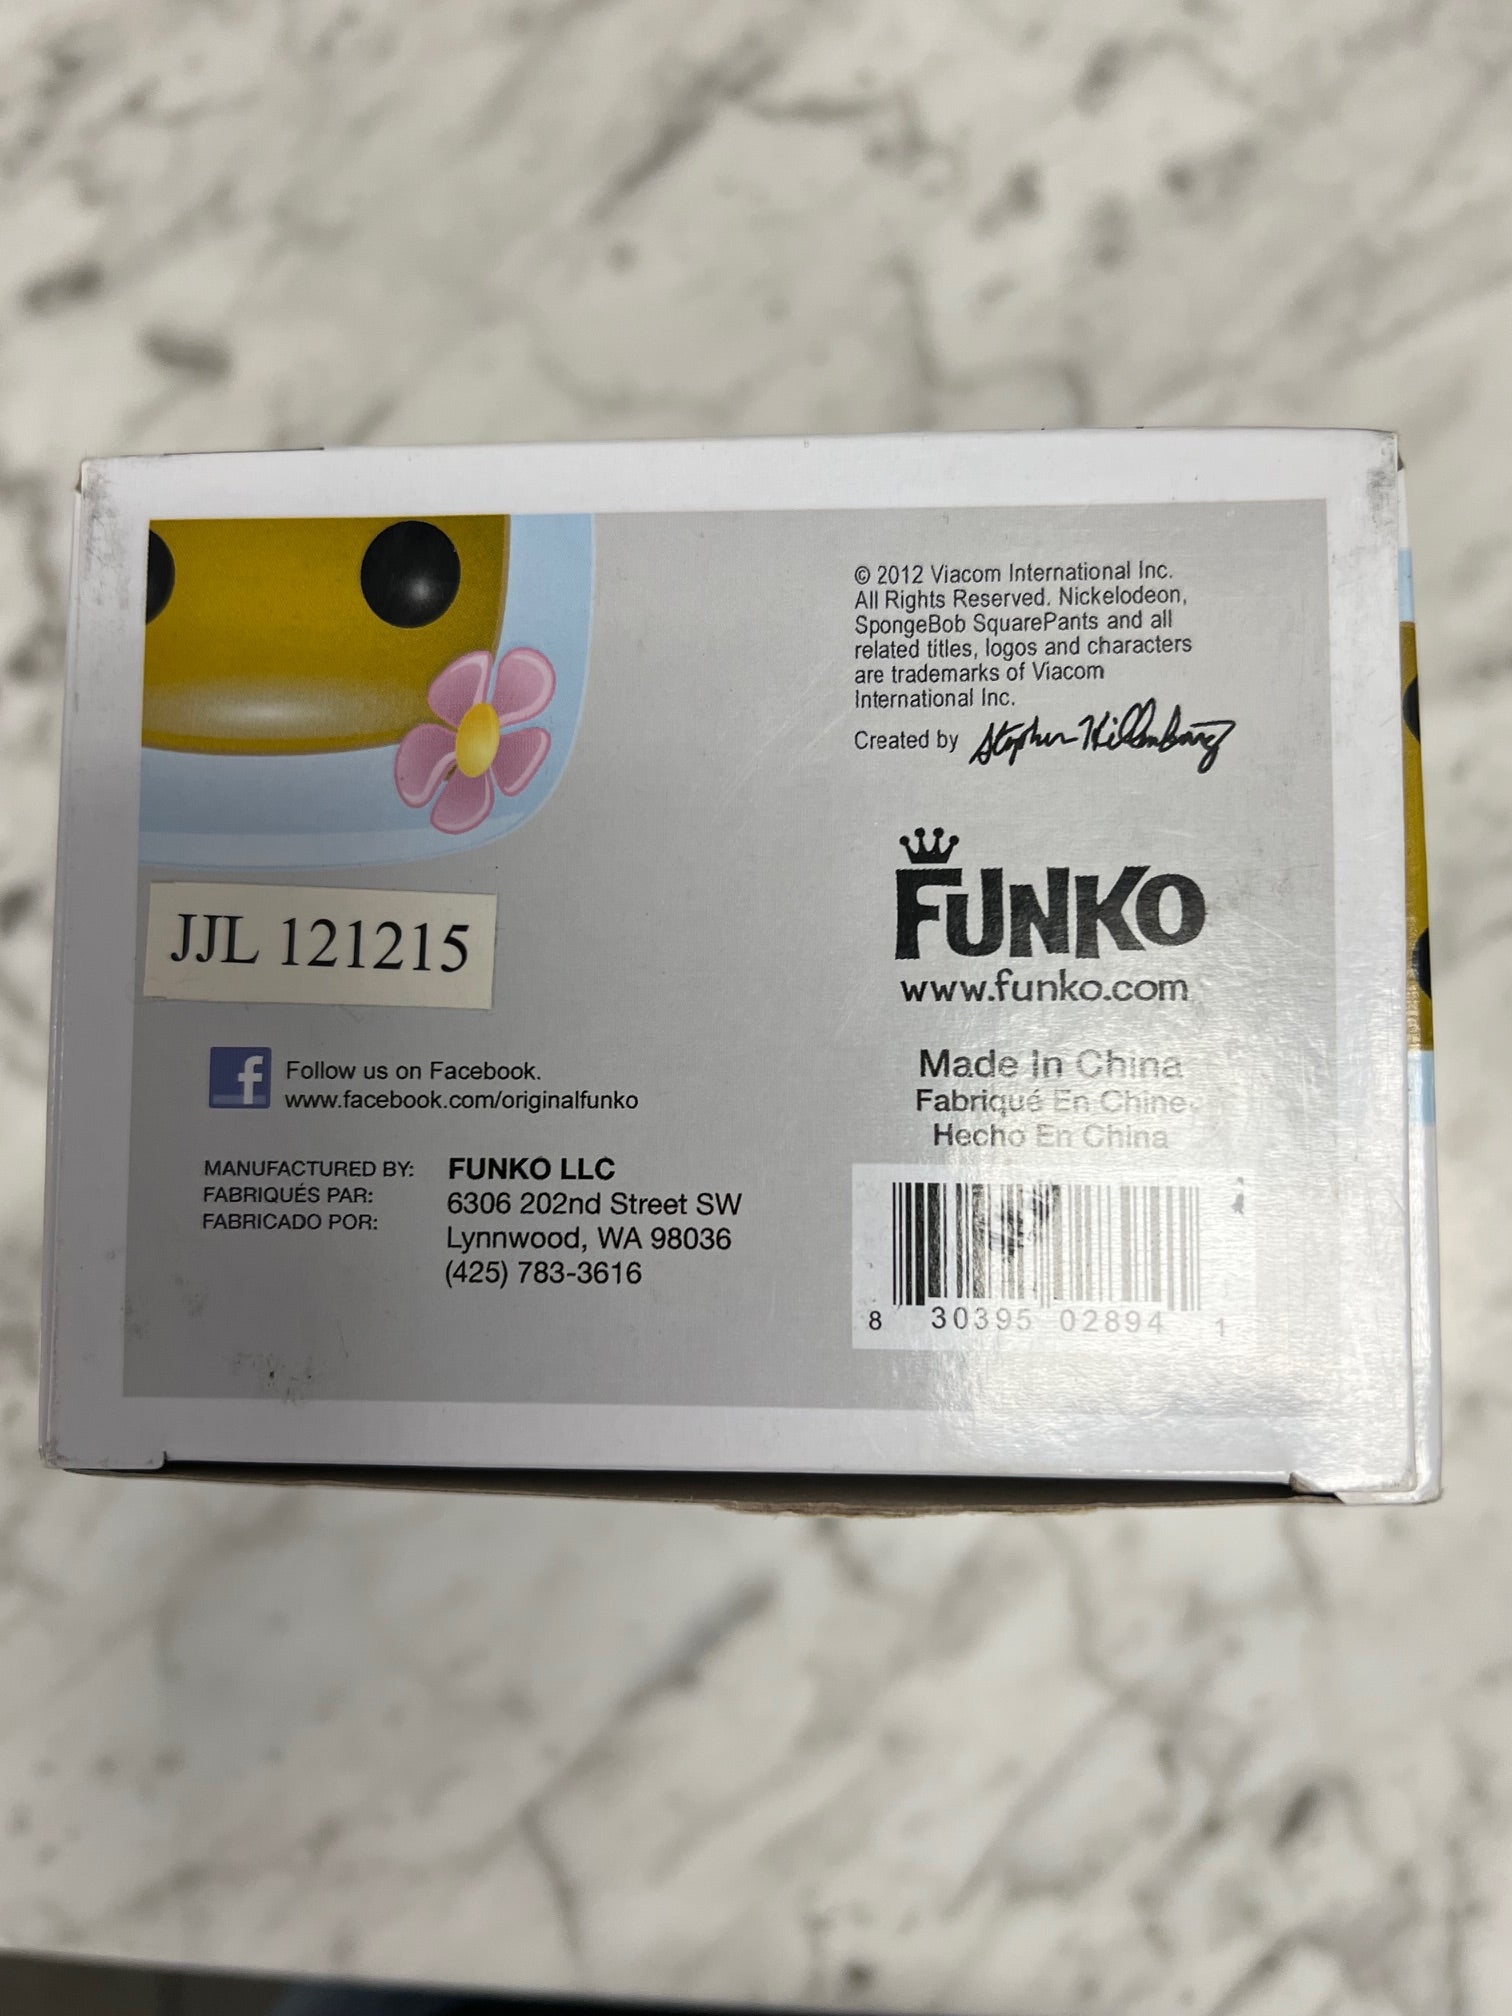 © 2012 Viacom International Inc.
All Rights Reserved. Nickelodeon,
SpongeBob SquarePants and all
related titles, logos and characters
are trademarks of Viacom
International Inc.
Created by Stephen Hillenburg
FUNKO
www.funko.com
JJL 121215
f
Follow us on Facebook.
www.facebook.com/originalfunko
Made In China
Fabriqué En Chine
Hecho En China
MANUFACTURED BY:
FABRIQUÉS PAR:
FABRICADO POR:
FUNKO LLC
6306 202nd Street SW
Lynnwood, WA 98036
(425) 783-3616
8 30395 02894 1